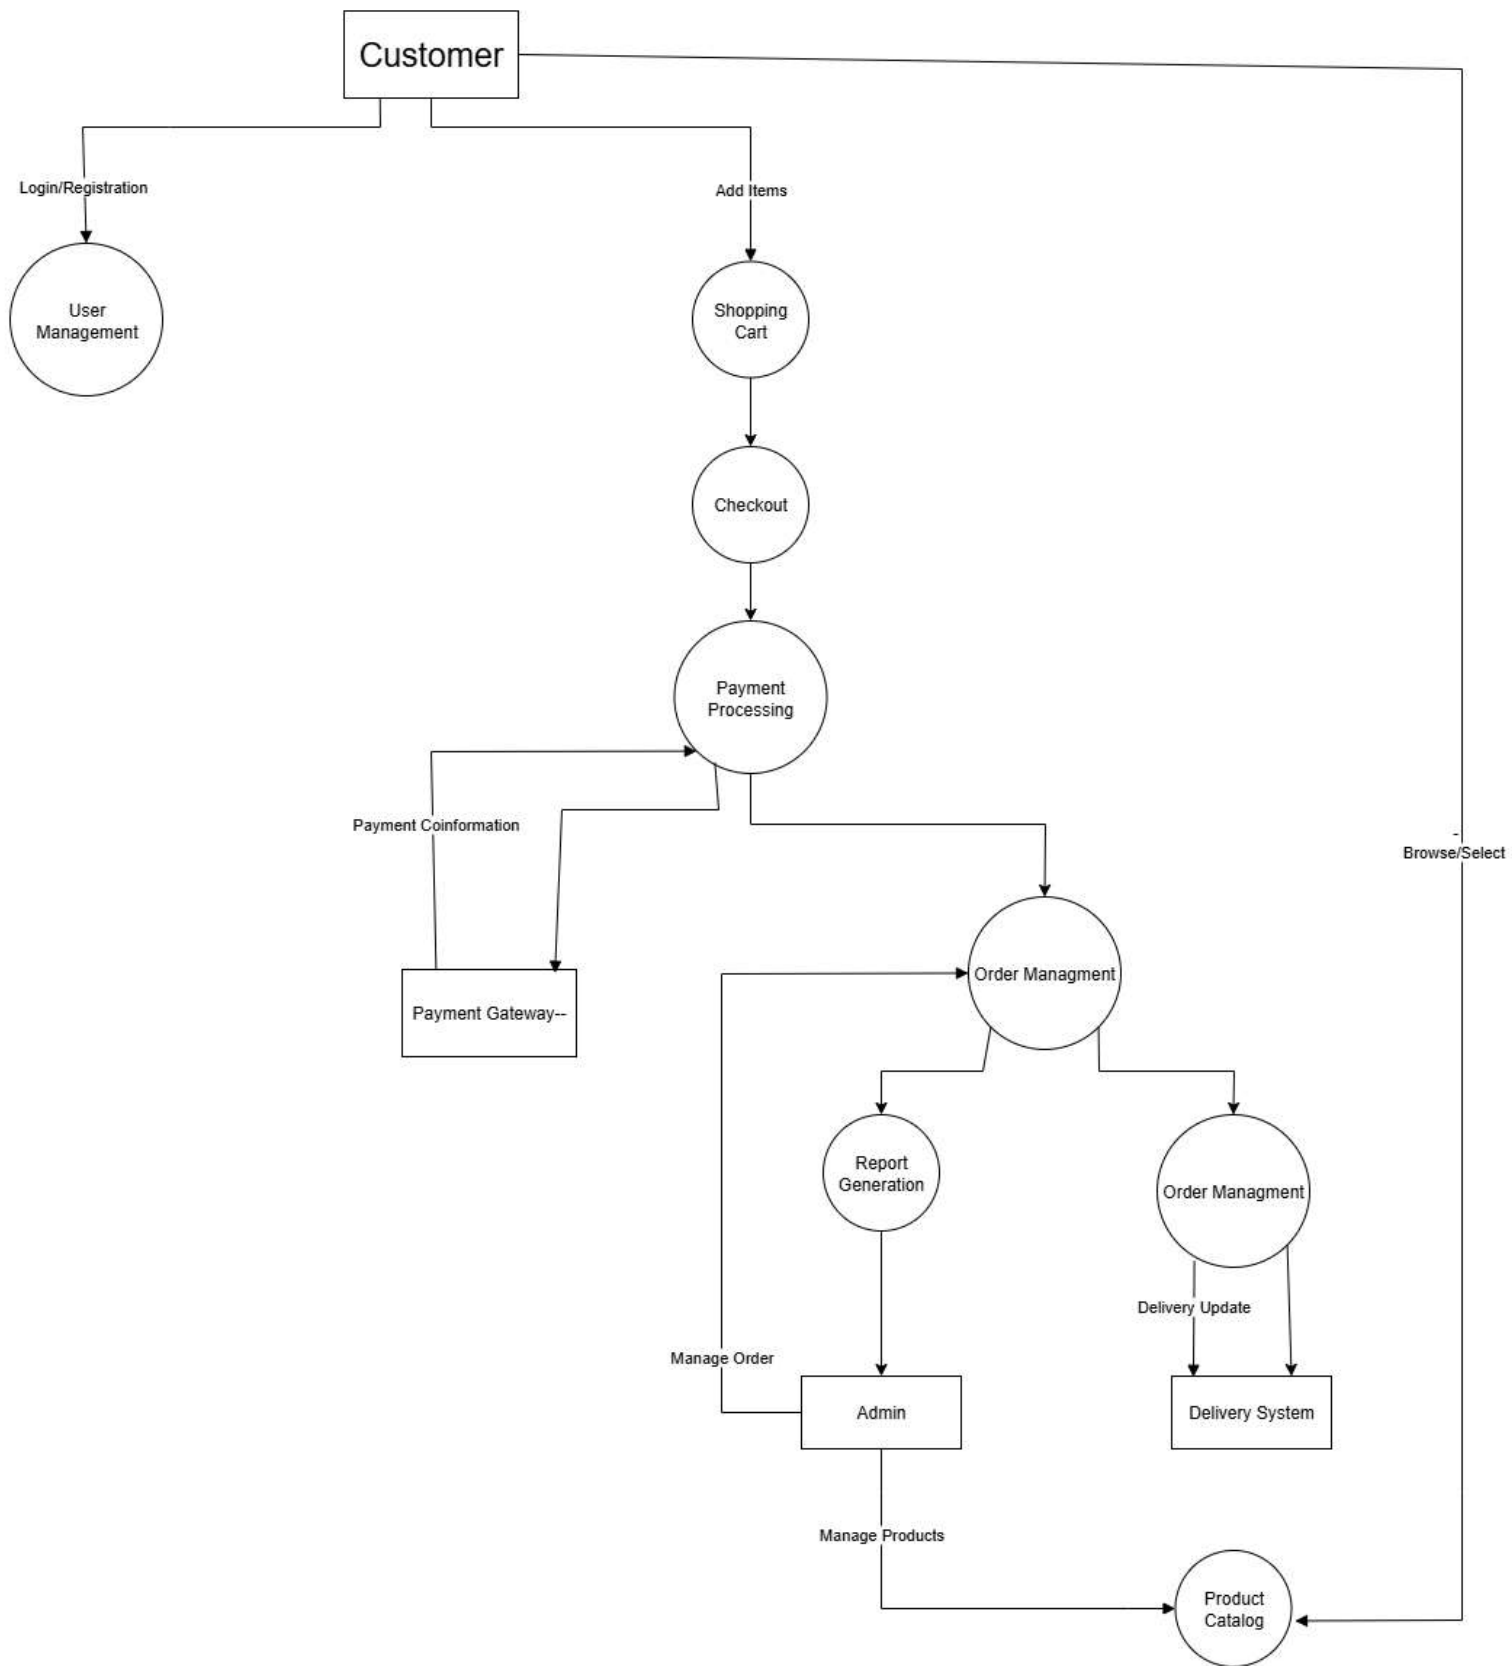 Customer
Login/Registration
Add Items
User
Management
Shopping
Cart
Checkout
Payment
Processing
Payment Coinformation
-
Browse/Select
Order Managment
Payment Gateway--
Report
Generation
Order Managment
Delivery Update
Manage Order
Admin
Delivery System
Manage Products
Product
Catalog